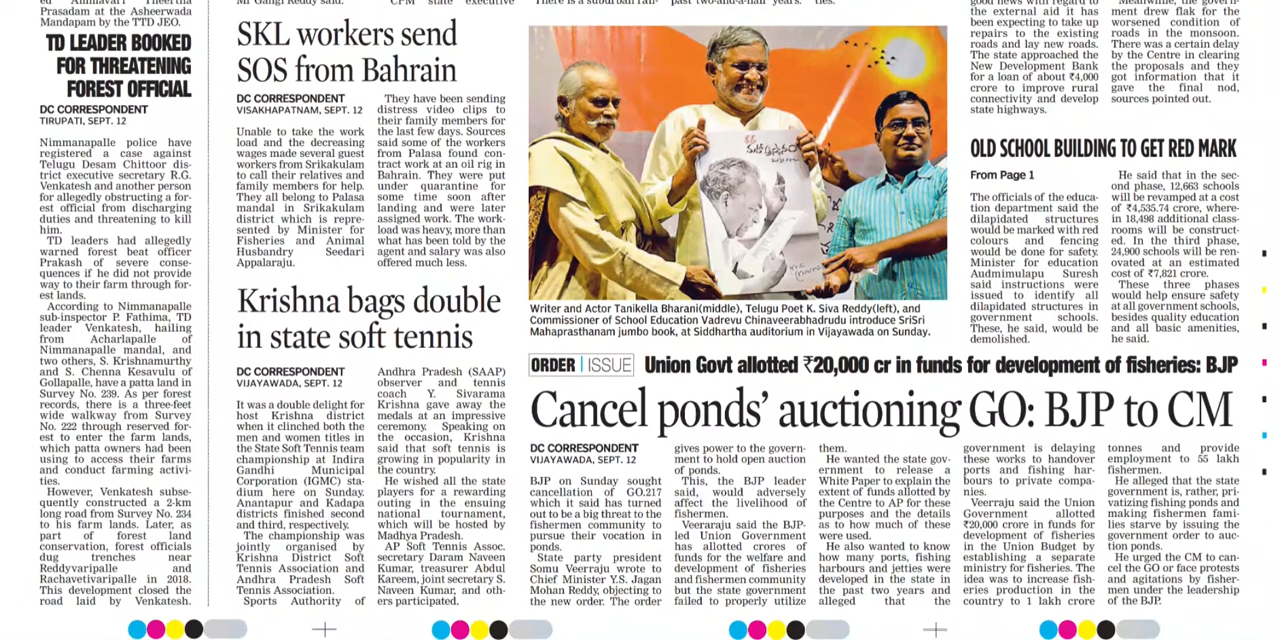 Prasadam at the Asheerwada
Mandapam by the TTD JEO.
TD LEADER BOOKED
FOR THREATENING
FOREST OFFICIAL
DC CORRESPONDENT
TIRUPATI, SEPT. 12
Nimmanapalle police have
registered a case against
Telugu Desam Chittoor dis-
trict executive secretary R.G.
Venkatesh and another person
for allegedly obstructing a for-
est official from discharging
duties and threatening to kill
him.
TD leaders had allegedly
warned forest beat officer
Prakash of severe conse-
quences if he did not provide
way to their farm through for-
est lands.
According to Nimmanapalle
sub-inspector P. Fathima, TD
leader Venkatesh, hailing
from Acharlapalle of
Nimmanapalle mandal, and
two others, S. Krishnamurthy
and S. Chenna Kesavulu of
Gollapalle, have a patta land in
Survey No. 239. As per forest
records, there is a three-feet
wide walkway from Survey
No. 222 through reserved for-
est to enter the farm lands,
which patta owners had been
using to access their farms
and conduct farming activi-
ties.
However, Venkatesh subse-
quently constructed a 2-km
long road from Survey No. 234
to his farm lands. Later, as
part of forest land
conservation, forest officials
dug trenches near
Reddyvaripalle and
Rachavetivaripalle in 2018.
This development closed the
road laid by Venkatesh.
SKL workers send
SOS from Bahrain
DC CORRESPONDENT
VISAKHAPATNAM, SEPT. 12
Unable to take the work
load and the decreasing
wages made several guest
workers from Srikakulam
to call their relatives and
family members for help.
They all belong to Palasa
mandal in Srikakulam
district which is repre-
sented by Minister for
Fisheries and Animal
Husbandry Seedari
Appalaraju.
They have been sending
distress video clips to
their family members for
the last few days. Sources
said some of the workers
from Palasa found con-
tract work at an oil rig in
Bahrain. They were put
under quarantine for
some time soon after
landing and were later
assigned work. The work-
load was heavy, more than
what has been told by the
agent and salary was also
offered much less.
Krishna bags double
in state soft tennis
DC CORRESPONDENT
VIJAYAWADA, SEPT. 12
It was a double delight for
host Krishna district
when it clinched both the
men and women titles in
the State Soft Tennis team
championship at Indira
Gandhi Municipal
Corporation (IGMC) sta-
dium here on Sunday.
Anantapur and Kadapa
districts finished second
and third, respectively.
The championship was
jointly organised by
Krishna District Soft
Tennis Association and
Andhra Pradesh Soft
Tennis Association.
Sports Authority of
Andhra Pradesh (SAAP)
observer and tennis
coach Y. Sivarama
Krishna gave away the
medals at an impressive
ceremony. Speaking on
the occasion, Krishna
said that soft tennis is
growing in popularity in
the country.
He wished all the state
players for a rewarding
outing in the ensuing
national tournament,
which will be hosted by
Madhya Pradesh.
AP Soft Tennis Assoc.
secretary Daram Naveen
Kumar, treasurer Abdul
Kareem, joint secretary S.
Naveen Kumar, and oth-
ers participated.
Writer and Actor Tanikella Bharani(middle), Telugu Poet K. Siva Reddy(left), and
Commissioner of School Education Vadrevu Chinaveerabhadrudu introduce SriSri
Mahaprasthanam jumbo book, at Siddhartha auditorium in Vijayawada on Sunday.
the external aid it has
been expecting to take up
repairs to the existing
roads and lay new roads.
The state approached the
New Development Bank
for a loan of about ₹4,000
crore to improve rural
connectivity and develop
state highways.
ment drew flak for the
worsened condition of
roads in the monsoon.
There was a certain delay
by the Centre in clearing
the proposals and they
got information that it
gave the final nod,
sources pointed out.
OLD SCHOOL BUILDING TO GET RED MARK
From Page 1
The officials of the educa-
tion department said the
dilapidated structures
would be marked with red
colours and fencing
would be done for safety.
Minister for education
Audmimulapu Suresh
said instructions were
issued to identify all
dilapidated structures in
government schools.
These, he said, would be
demolished.
He said that in the sec-
ond phase, 12,663 schools
will be revamped at a cost
of ₹4,535.74 crore, where-
in 18,498 additional class-
rooms will be construct-
ed. In the third phase,
24,900 schools will be ren-
ovated at an estimated
cost of ₹7,821 crore.
These three phases
would help ensure safety
at all government schools,
besides quality education
and all basic amenities,
he said.
ORDER | ISSUE Union Govt allotted ₹20,000 cr in funds for development of fisheries: BJP
Cancel ponds' auctioning GO: BJP to CM
DC CORRESPONDENT
VIJAYAWADA, SEPT. 12
BJP on Sunday sought
cancellation of GO.217
which it said has turned
out to be a big threat to the
fishermen community to
pursue their vocation in
ponds.
State party president
Somu Veerraju wrote to
Chief Minister Y.S. Jagan
Mohan Reddy, objecting to
the new order. The order
gives power to the govern-
ment to hold open auction
of ponds.
This, the BJP leader
said, would adversely
affect the livelihood of
fishermen.
Veeraraju said the BJP-
led Union Government
has allotted crores of
funds for the welfare and
development of fisheries
and fishermen community
but the state government
failed to properly utilize
them.
He wanted the state gov-
ernment to release a
White Paper to explain the
extent of funds allotted by
the Centre to AP for these
purposes and the details
as to how much of these
were used.
He also wanted to know
how many ports, fishing
harbours and jetties were
developed in the state in
the past two years and
alleged that the
government is delaying
these works to handover
ports and fishing har-
bours to private compa-
nies.
Veerraju said the Union
Government allotted
₹20,000 crore in funds for
development of fisheries
in the Union Budget by
establishing a separate
ministry for fisheries. The
idea was to increase fish-
eries production in the
country to 1 lakh crore
tonnes and provide
employment to 55 lakh
fishermen.
He alleged that the state
government is, rather, pri-
vatizing fishing ponds and
making fishermen fami-
lies starve by issuing the
government order to auc-
tion ponds.
He urged the CM to can-
cel the GO or face protests
and agitations by fisher-
men under the leadership
of the BJP.